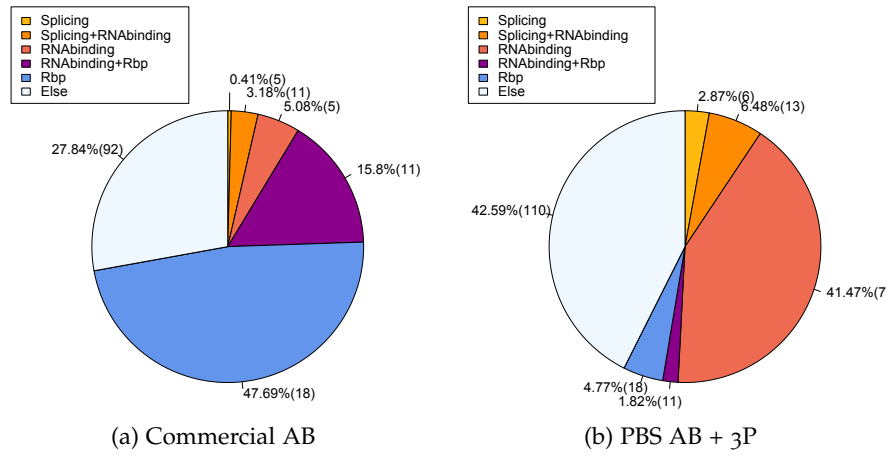 Splicing
Splicing+RNAbinding
RNAbinding
RNAbinding+Rbp
Rbp
Else
0.41%(5)
3.18%(11)
5.08%(5)
15.8%(11)
47.69%(18)
27.84%(92)
(a) Commercial AB
Splicing
Splicing+RNAbinding
RNAbinding
RNAbinding+Rbp
Rbp
Else
2.87%(6)
6.48%(13)
41.47%(7
1.82%(11)
4.77%(18)
42.59%(110)
(b) PBS AB + 3P